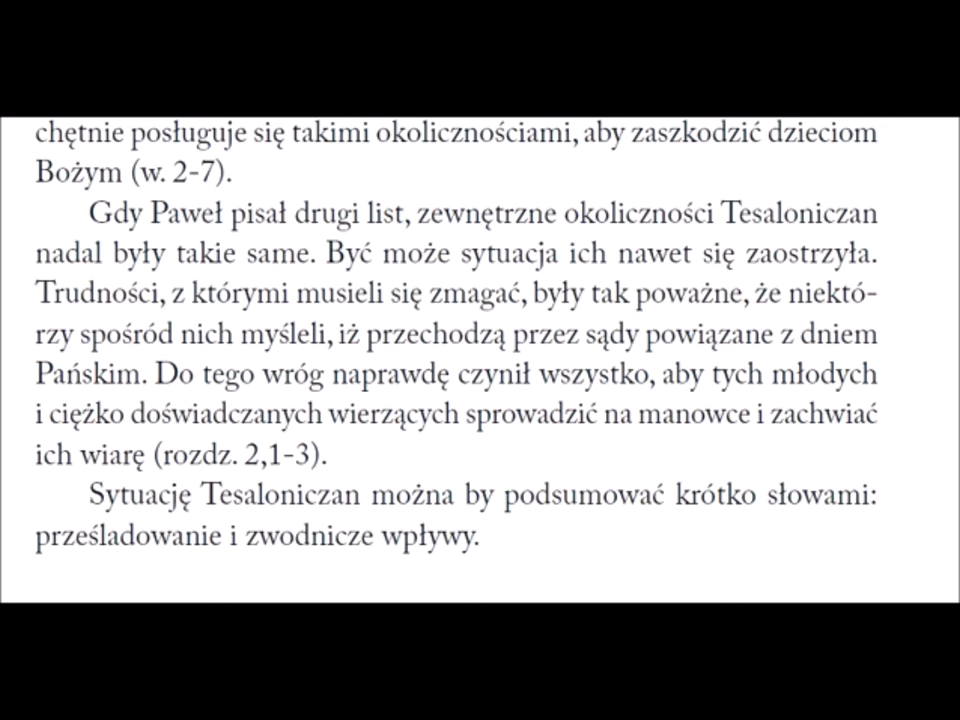 chętnie posługuje się takimi okolicznościami, aby zaszkodzić dzieciom
Bożym (w. 2-7).
Gdy Paweł pisał drugi list, zewnętrzne okoliczności Tesaloniczan
nadal były takie same. Być może sytuacja ich nawet się zaostrzyła.
Trudności, z którymi musieli się zmagać, były tak poważne, że niektó-
rzy spośród nich myśleli, iż przechodzą przez sądy powiązane z dniem
Pańskim. Do tego wróg naprawdę czynił wszystko, aby tych młodych
i ciężko doświadczanych wierzących sprowadzić na manowce i zachwiać
ich wiarę (rozdz. 2,1-3).
Sytuację Tesaloniczan można by podsumować krótko słowami:
prześladowanie i zwodnicze wpływy.